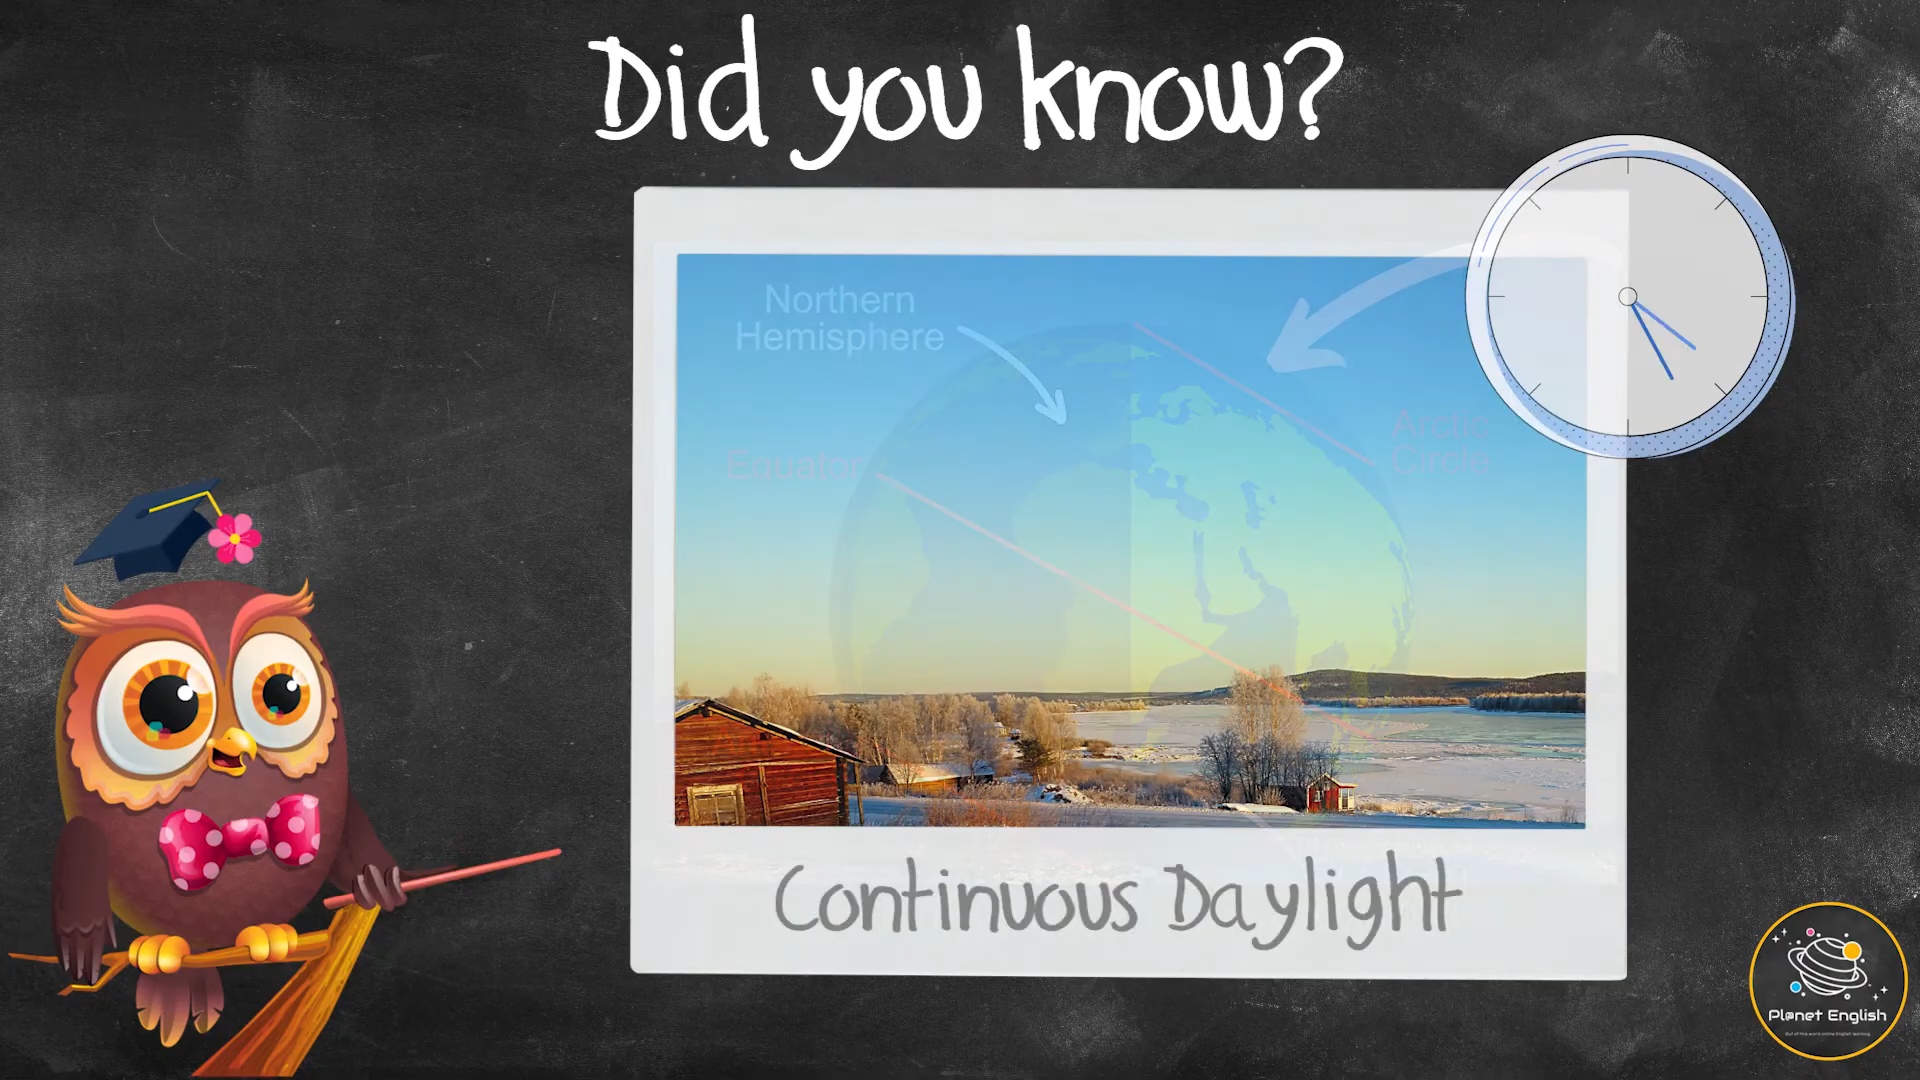 Did you know?
Northern
Hemisphere
Arctic
Circle
Equator
Continuous Daylight
Planet English